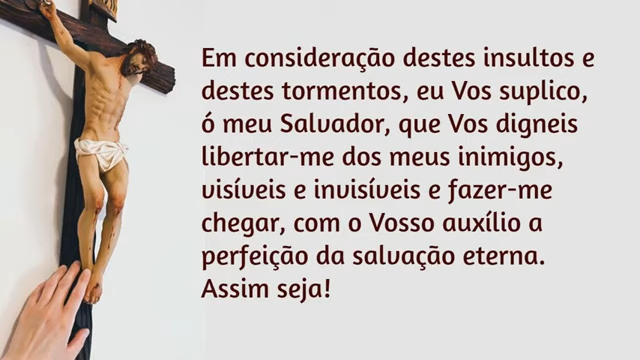 Em consideração destes insultos e
destes tormentos, eu Vos suplico,
ó meu Salvador, que Vos digneis
libertar-me dos meus inimigos,
visíveis e invisíveis e fazer-me
chegar, com o Vosso auxílio a
perfeição da salvação eterna.
Assim seja!